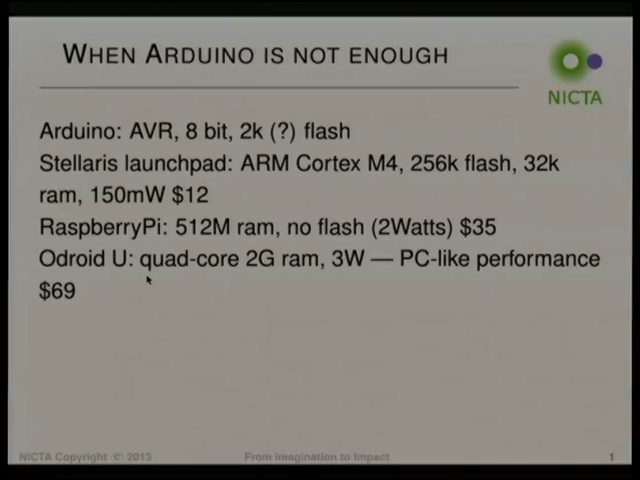 WHEN ARDUINO IS NOT ENOUGH
NICTA
Arduino: AVR, 8 bit, 2k (?) flash
Stellaris launchpad: ARM Cortex M4, 256k flash, 32k
ram, 150mW $12
RaspberryPi: 512M ram, no flash (2Watts) $35
Odroid U: quad-core 2G ram, 3W — PC-like performance
$69
NICTA Copyright © 2013
From Imagination to Impact
1